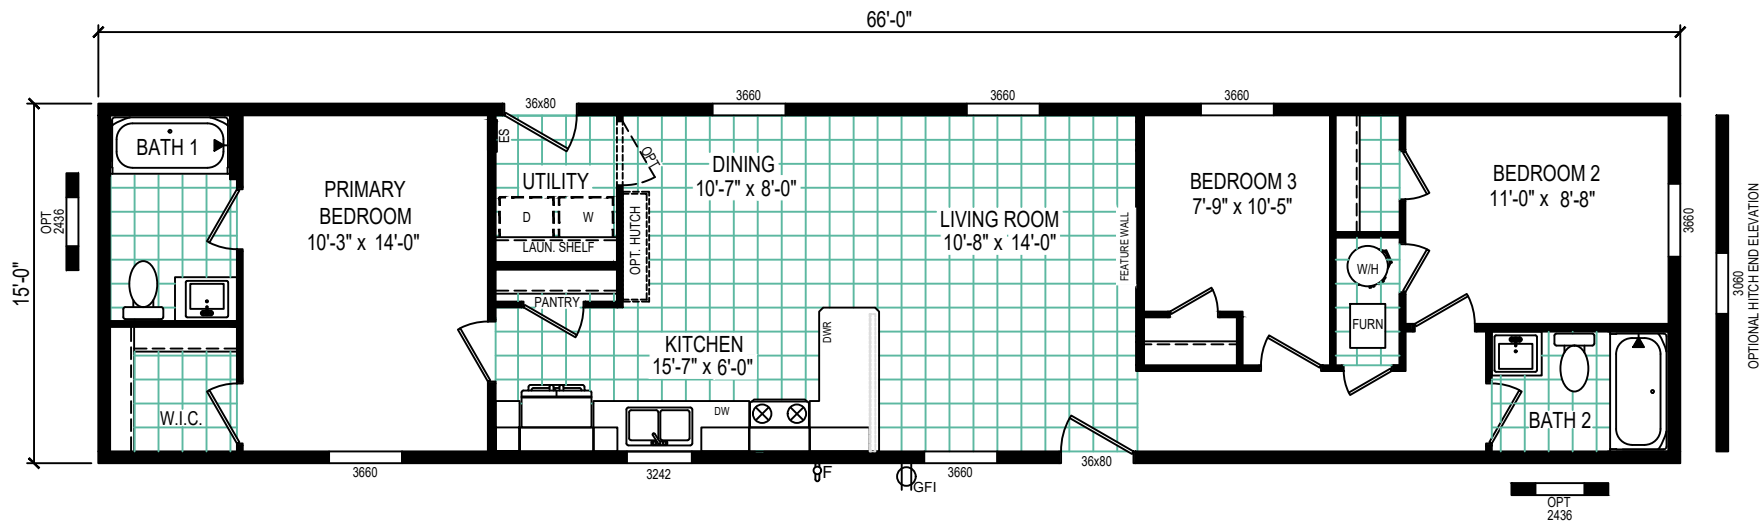 66'-0"
15'-0"
36x80
3660
3660
3660
BATH 1
PRIMARY
BEDROOM
10'-3" x 14'-0"
ES
UTILITY
D
W
LAUN. SHELF
OPT
OPT. HUTCH
DINING
10'-7" x 8'-0"
LIVING ROOM
10'-8" x 14'-0"
FEATURE WALL
BEDROOM 3
7'-9" x 10'-5"
BEDROOM 2
11'-0" x 8'-8"
W/H
FURN
PANTRY
KITCHEN
15'-7" x 6'-0"
DWR
DW
W.I.C.
BATH 2
OPT
2436
3660
3060
OPTIONAL HITCH END ELEVATION
3660
3242
F
GFI
3660
36x80
OPT
2436